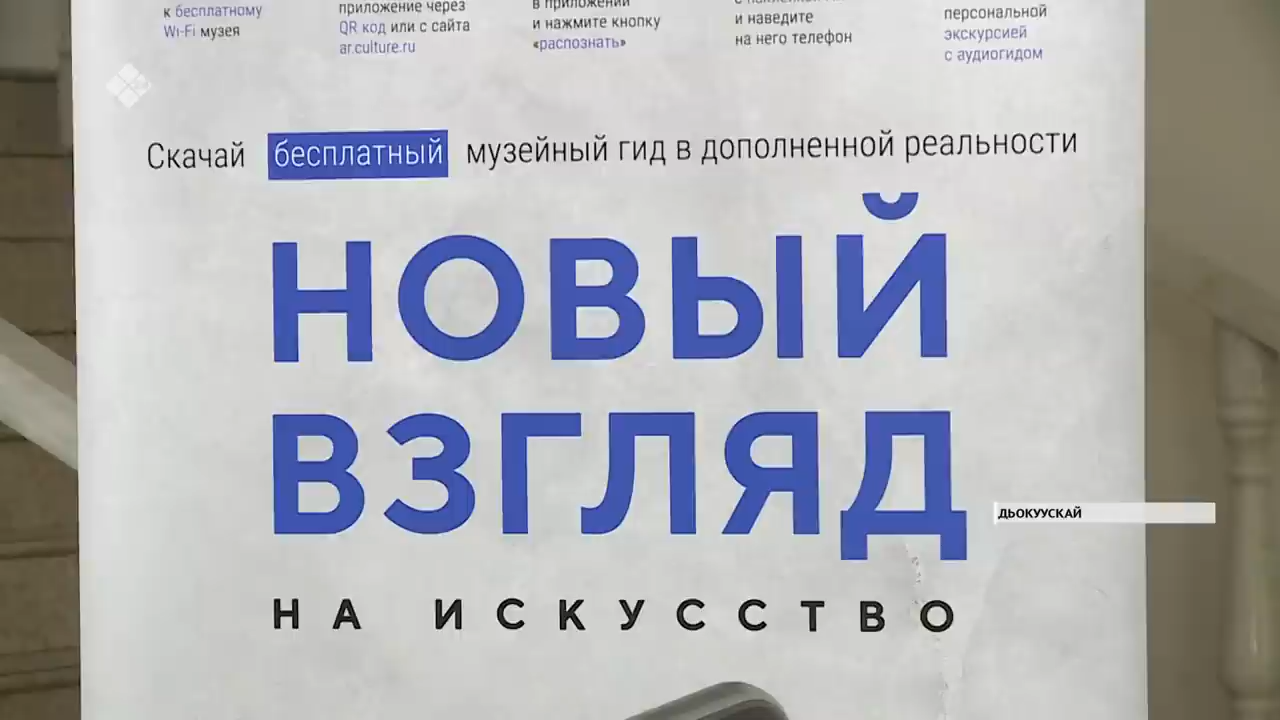 к бесплатному
Wi-Fi музея
приложение через
QR код или с сайта
ar.culture.ru
в приложении
и нажмите кнопку
«распознать»
и наведите
на него телефон
персональной
экскурсией
с аудиогидом
Скачай бесплатный музейный гид в дополненной реальности
НОВЫЙ
ВЗГЛЯД
НА ИСКУССТВО
ДЬОКУУСКАЙ